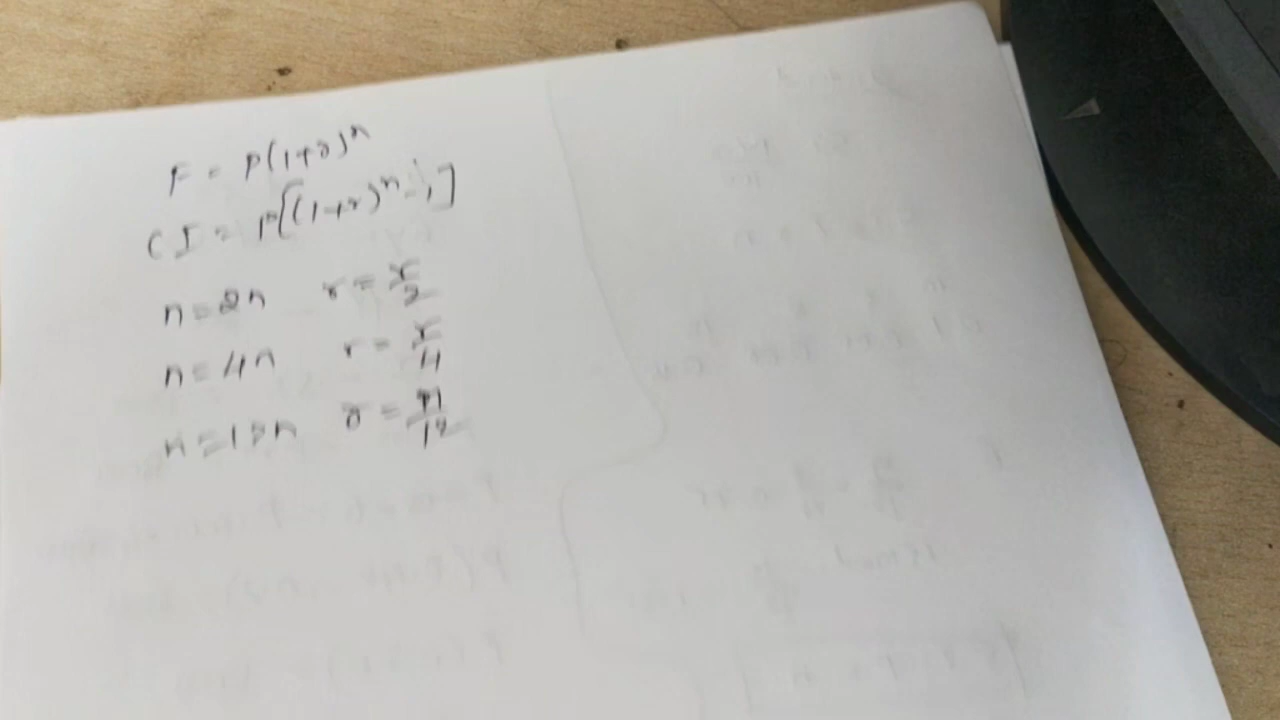 F = P(1+r)^n
CI = P[(1+r)^n - 1]
n = 2n r = r/2
n = 4n r = r/4
n = 12n r = n/12